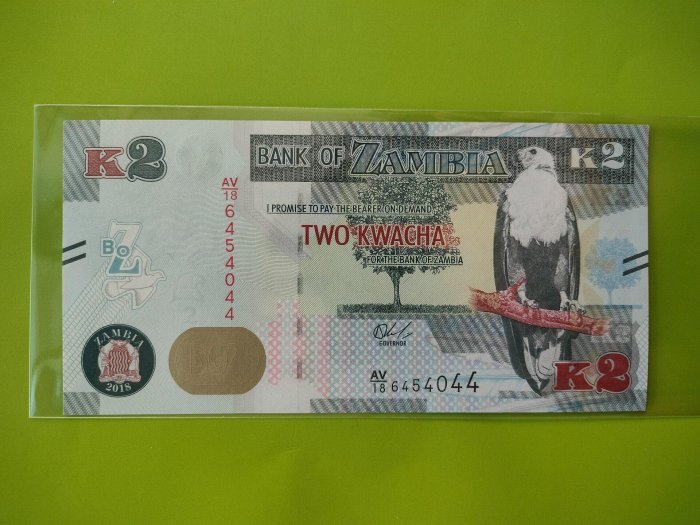 K2
BANK OF ZAMBIA
K2
AV/18 6454044
I PROMISE TO PAY THE BEARER ON DEMAND
TWO KWACHA
FOR THE BANK OF ZAMBIA
BoZ
ZAMBIA
2018
GOVERNOR
AV/18 6454044
K2